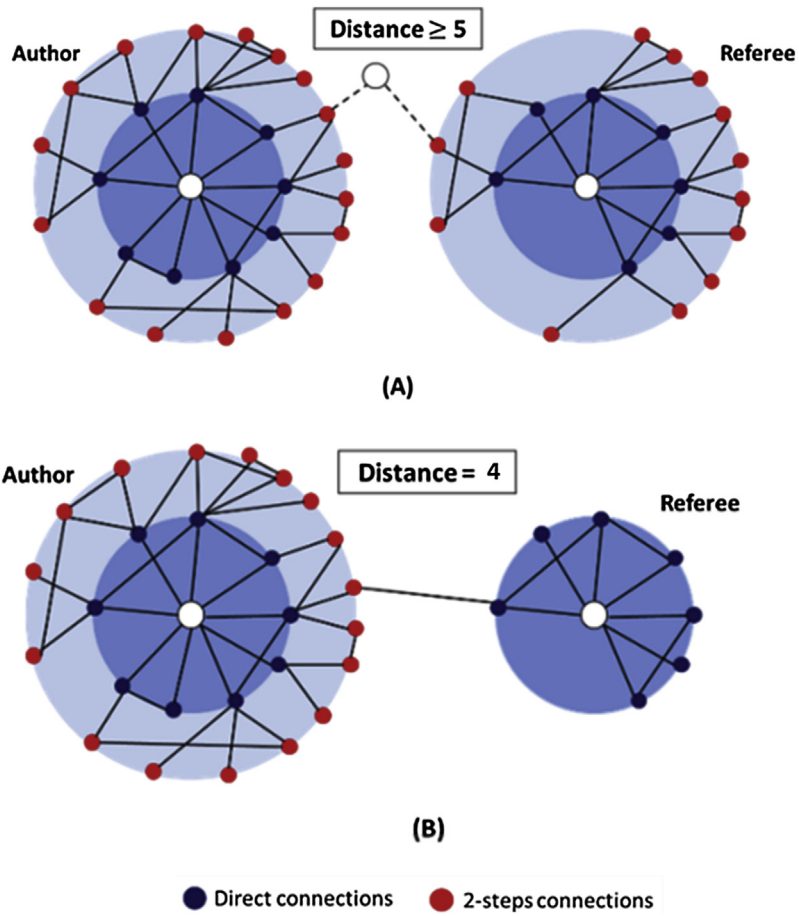 Distance ≥ 5
Author
Referee
(A)
Author
Distance = 4
Referee
(B)
Direct connections
2-steps connections